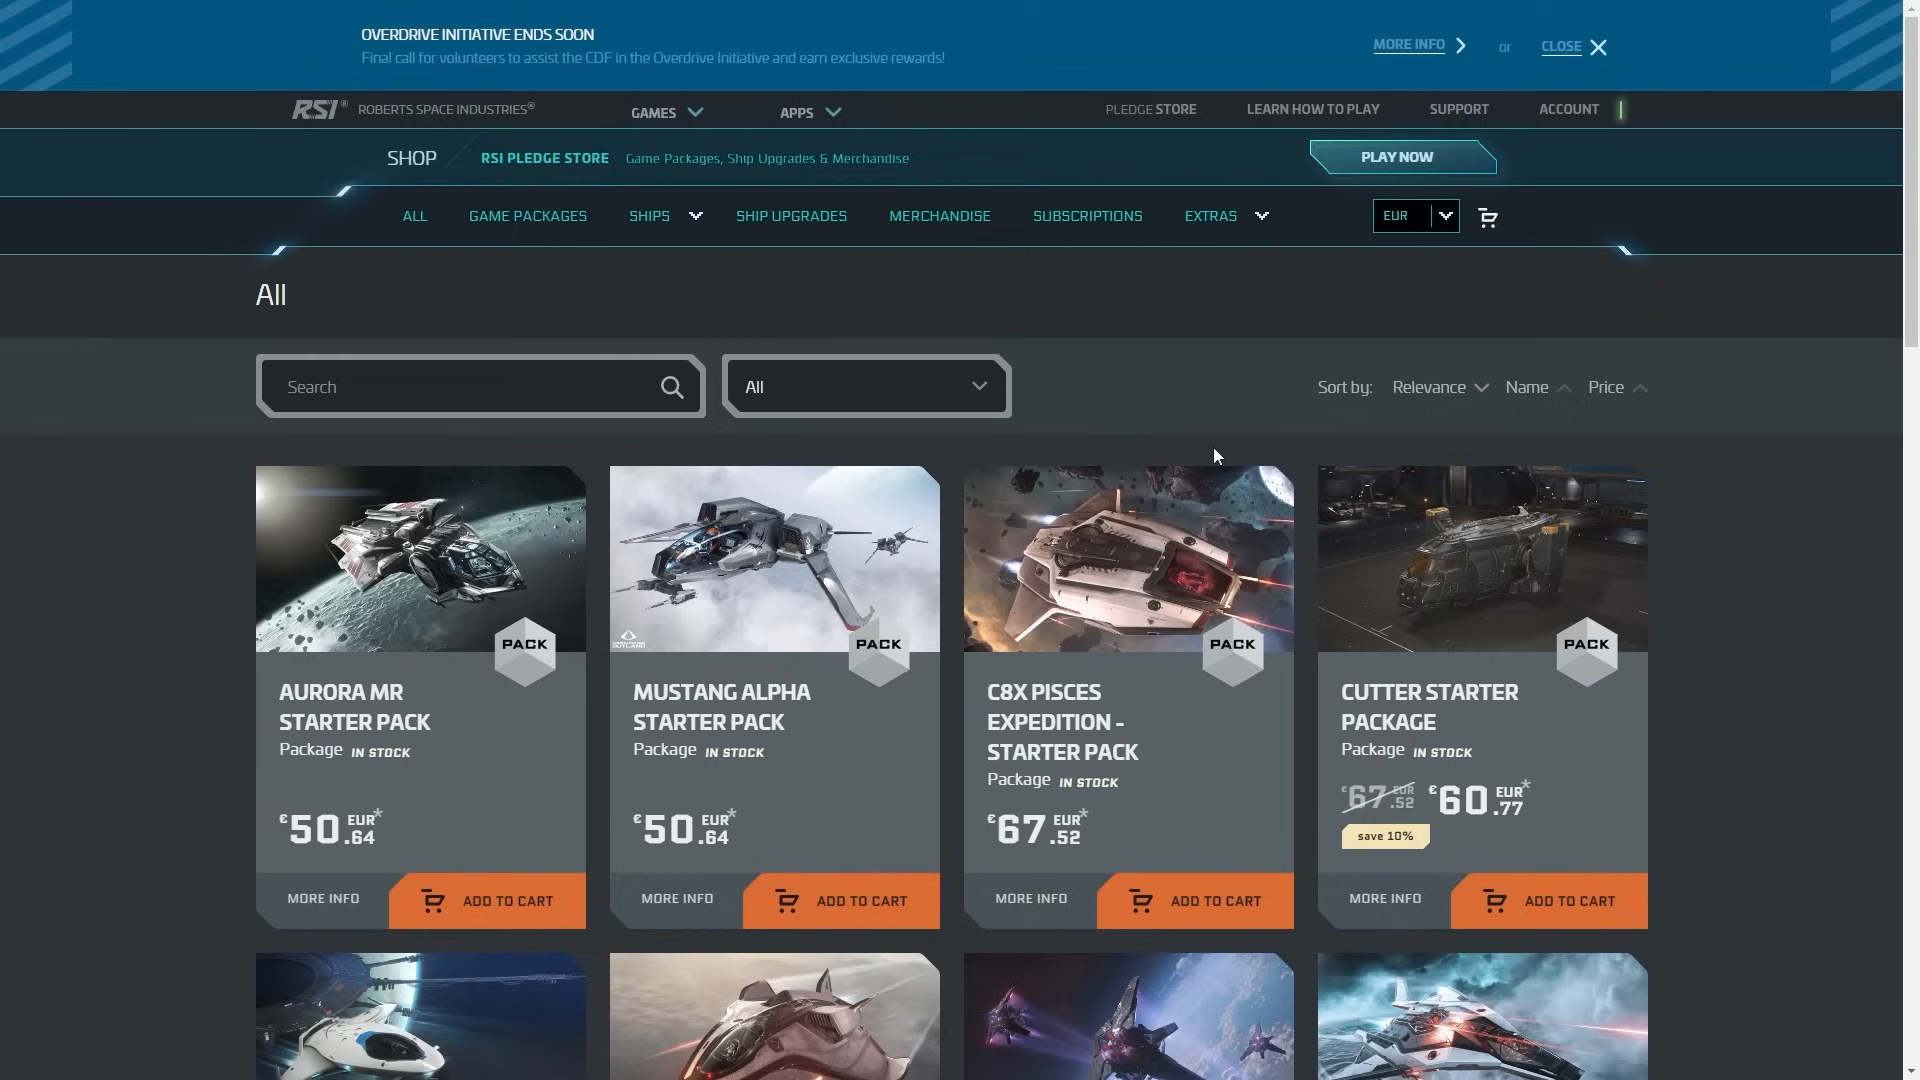 OVERDRIVE INITIATIVE ENDS SOON
Final call for volunteers to assist the CDF in the Overdrive Initiative and earn exclusive rewards!
MORE INFO or CLOSE
RSI® ROBERTS SPACE INDUSTRIES® GAMES APPS PLEDGE STORE LEARN HOW TO PLAY SUPPORT ACCOUNT
SHOP RSI PLEDGE STORE Game Packages, Ship Upgrades & Merchandise PLAY NOW
ALL GAME PACKAGES SHIPS SHIP UPGRADES MERCHANDISE SUBSCRIPTIONS EXTRAS EUR
All
Search All Sort by: Relevance Name Price
PACK
AURORA MR
STARTER PACK
Package IN STOCK
€50.64 EUR*
MORE INFO ADD TO CART
PACK
MUSTANG ALPHA
STARTER PACK
Package IN STOCK
€50.64 EUR*
MORE INFO ADD TO CART
PACK
C8X PISCES
EXPEDITION -
STARTER PACK
Package IN STOCK
€67.52 EUR*
MORE INFO ADD TO CART
PACK
CUTTER STARTER
PACKAGE
Package IN STOCK
€67.52 EUR €60.77 EUR*
save 10%
MORE INFO ADD TO CART